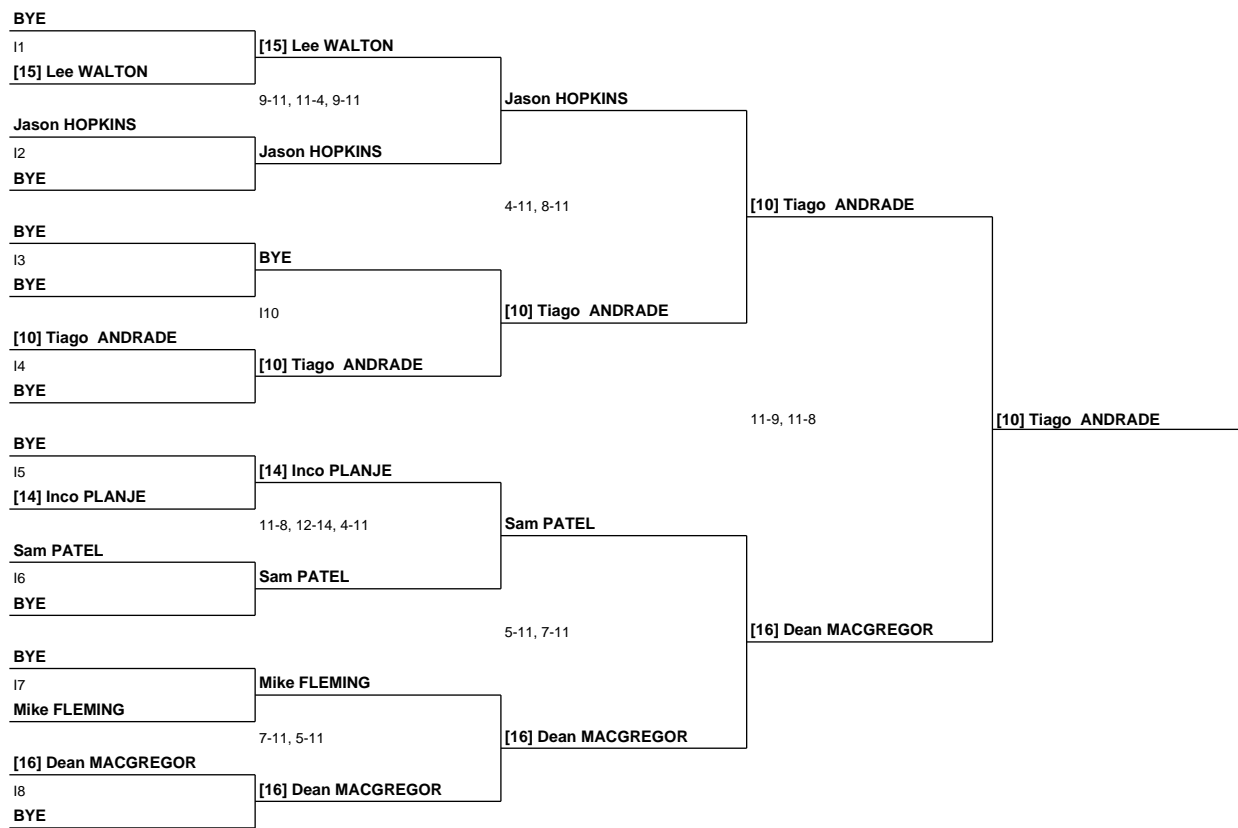 BYE
I1
[15] Lee WALTON
[15] Lee WALTON
9-11, 11-4, 9-11
Jason HOPKINS
Jason HOPKINS
I2
Jason HOPKINS
BYE
4-11, 8-11
[10] Tiago  ANDRADE
BYE
I3
BYE
BYE
I10
[10] Tiago  ANDRADE
[10] Tiago  ANDRADE
I4
[10] Tiago  ANDRADE
BYE
11-9, 11-8
[10] Tiago  ANDRADE
BYE
I5
[14] Inco PLANJE
[14] Inco PLANJE
11-8, 12-14, 4-11
Sam PATEL
Sam PATEL
I6
Sam PATEL
BYE
5-11, 7-11
[16] Dean MACGREGOR
BYE
I7
Mike FLEMING
Mike FLEMING
7-11, 5-11
[16] Dean MACGREGOR
[16] Dean MACGREGOR
I8
[16] Dean MACGREGOR
BYE